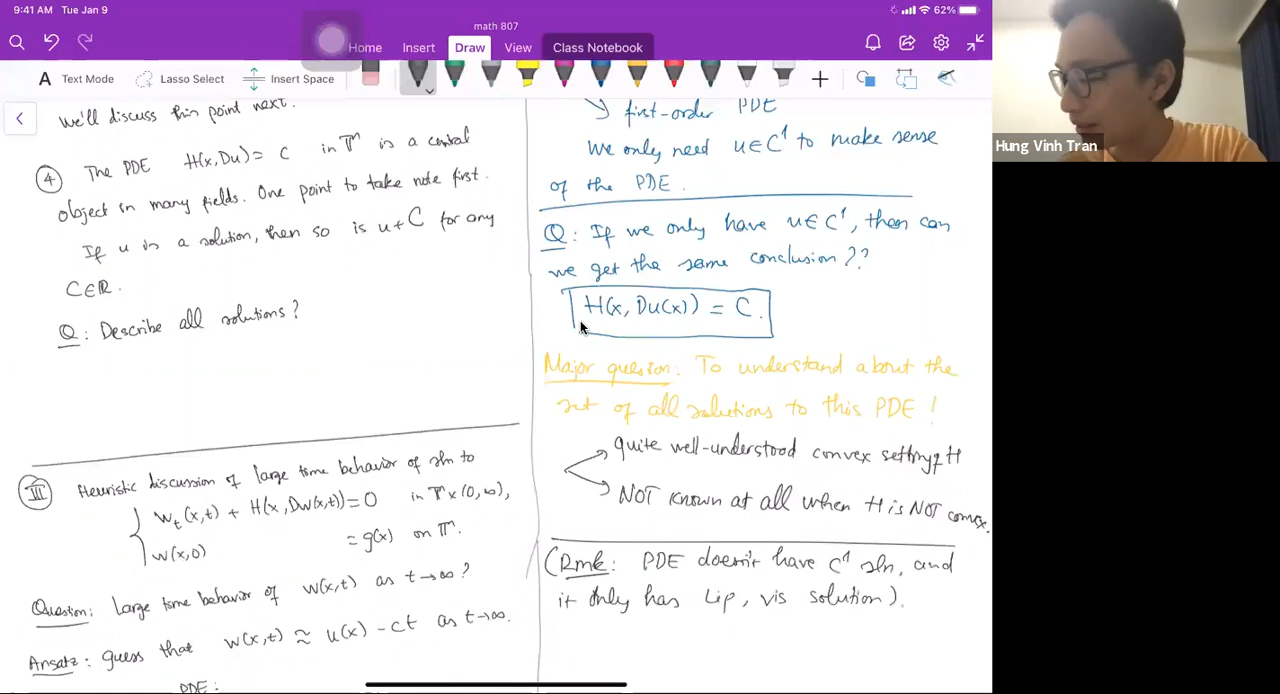 9:41 AM Tue Jan 9
62%
math 807
Home Insert Draw View Class Notebook
A Text Mode Lasso Select Insert Space
we'll discuss this point next.
④ The PDE H(x, Du) = C in 𝕋ⁿ is a central
object in many fields. One point to take note first.
If u is a solution, then so is u+C for any
C∈ℝ.
Q: Describe all solutions?
III Heuristic discussion of large time behavior of sln to
w_t(x,t) + H(x, Dw(x,t)) = 0 in 𝕋ⁿ×(0,∞),
w(x,0) = g(x) on 𝕋ⁿ.
Question: Large time behavior of w(x,t) as t→∞?
Ansatz: guess that w(x,t) ≈ u(x) - ct as t→∞.
PDE:
↘ first-order PDE
We only need u∈C¹ to make sense
of the PDE.
Q: If we only have u∈C¹, then can
we get the same conclusion??
H(x, Du(x)) = C.
Major question: To understand about the
set of all solutions to this PDE!
quite well-understood convex setting of H
NOT known at all when H is NOT convex.
(Rmk: PDE doesn't have C¹ sln, and
it only has Lip, vis solution).
Hung Vinh Tran